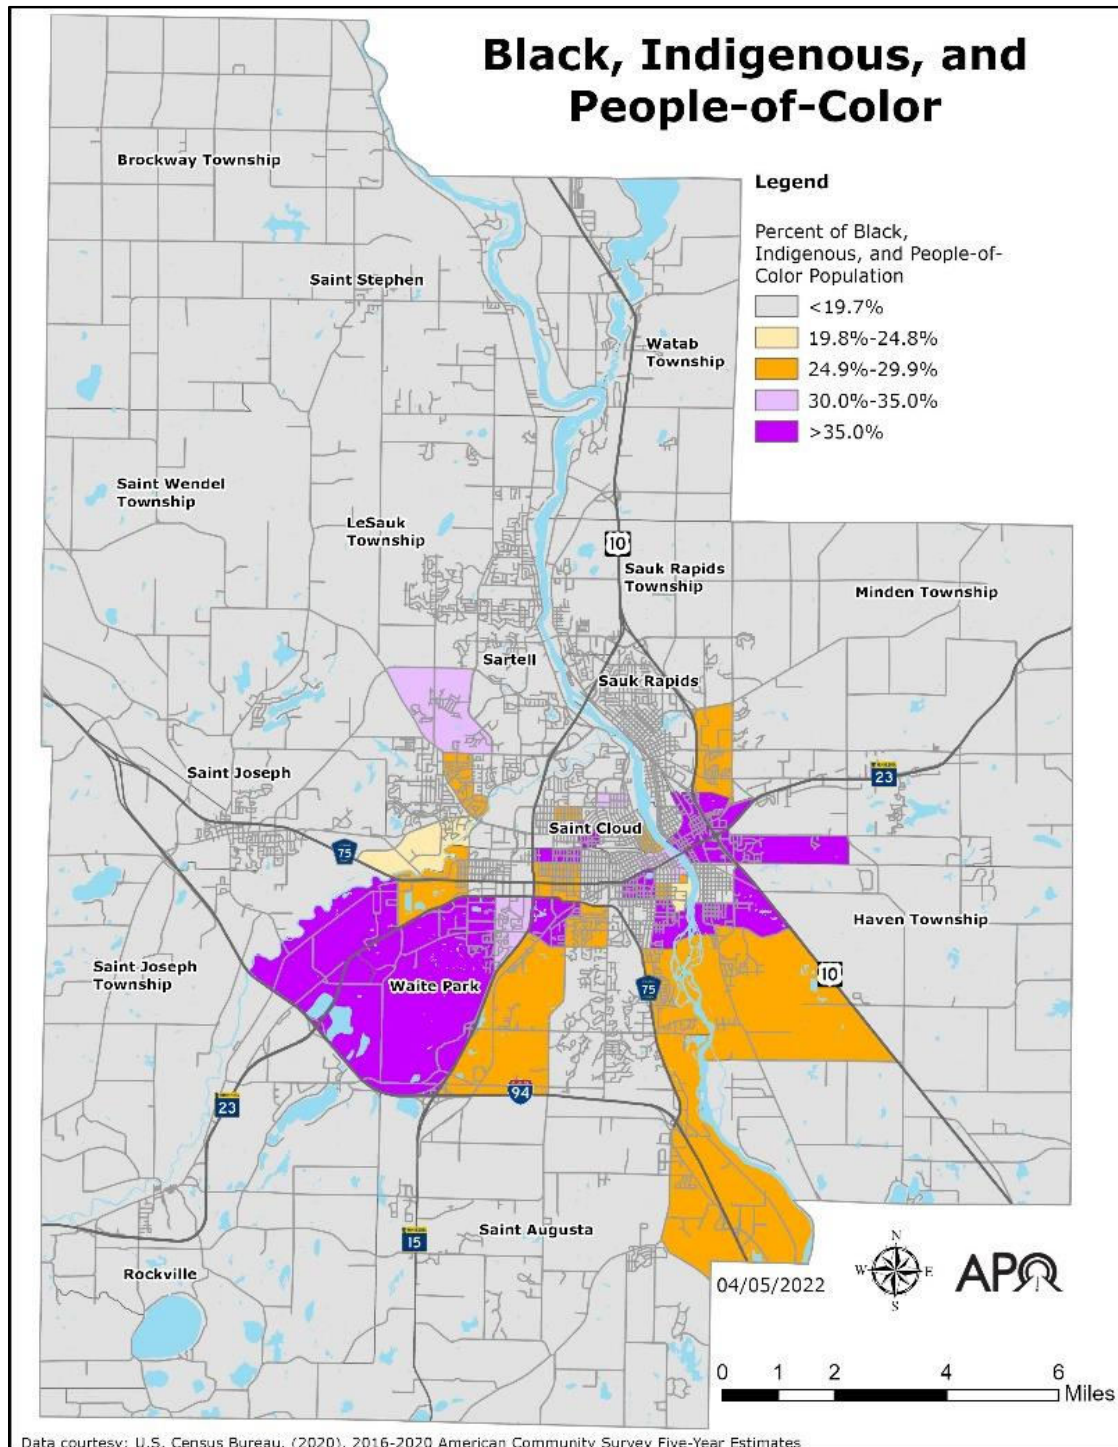 Black, Indigenous, and
People-of-Color
Legend
Percent of Black,
Indigenous, and People-of-
Color Population
<19.7%
19.8%-24.8%
24.9%-29.9%
30.0%-35.0%
>35.0%
Brockway Township
Saint Stephen
Watab
Township
Saint Wendel
Township
LeSauk
Township
10
Sauk Rapids
Township
Minden Township
Sartell
Sauk Rapids
Saint Joseph
23
Saint Cloud
75
Haven Township
Saint Joseph
Township
Waite Park
75
10
94
23
15
Saint Augusta
Rockville
04/05/2022
N
W
E
S
APO
0 1 2 4 6
Miles
Data courtesy: U.S. Census Bureau. (2020). 2016-2020 American Community Survey Five-Year Estimates